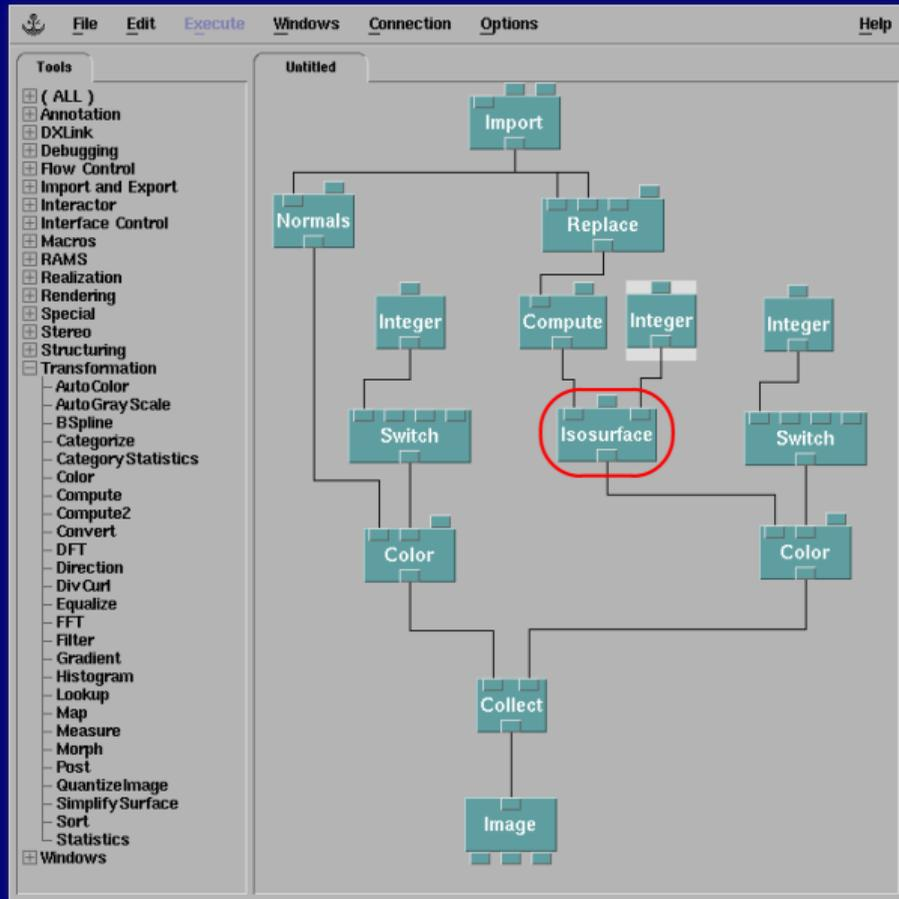 File Edit Execute Windows Connection Options Help
Tools
( ALL )
Annotation
DXLink
Debugging
Flow Control
Import and Export
Interactor
Interface Control
Macros
RAMS
Realization
Rendering
Special
Stereo
Structuring
Transformation
AutoColor
AutoGrayScale
BSpline
Categorize
CategoryStatistics
Color
Compute
Compute2
Convert
DFT
Direction
DivCurl
Equalize
FFT
Filter
Gradient
Histogram
Lookup
Map
Measure
Morph
Post
QuantizeImage
SimplifySurface
Sort
Statistics
Windows
Untitled
Import
Normals Replace
Integer Compute Integer Integer
Switch Isosurface Switch
Color Color
Collect
Image